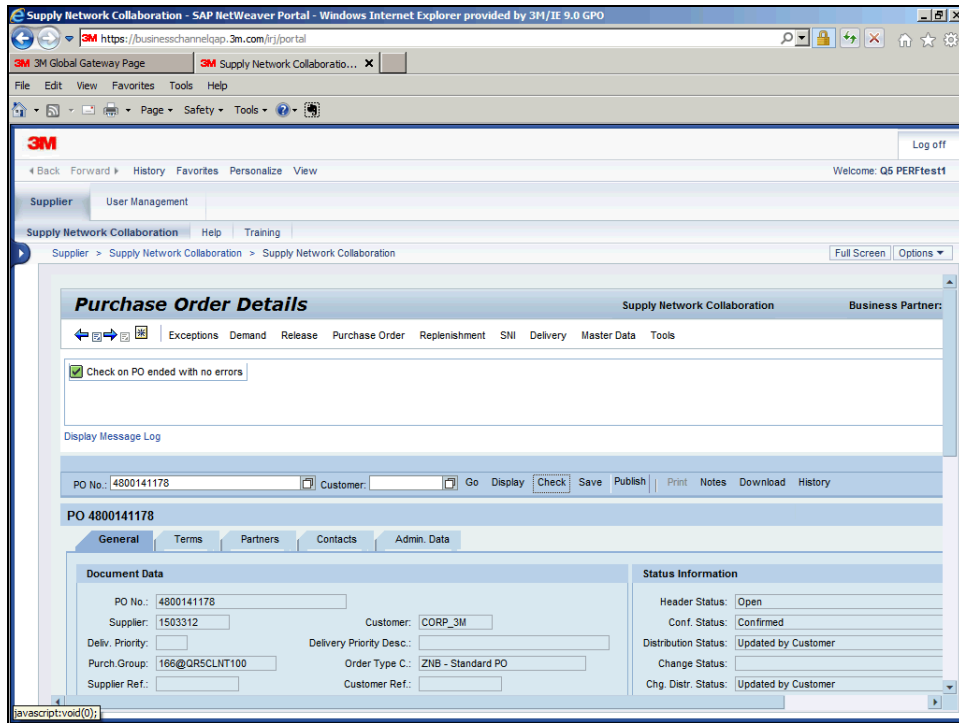 Supply Network Collaboration - SAP NetWeaver Portal - Windows Internet Explorer provided by 3M/IE 9.0 GPO
3M https://businesschannelqap.3m.com/irj/portal
3M 3M Global Gateway Page 3M Supply Network Collaboratio... X
File Edit View Favorites Tools Help
Page Safety Tools
3M Log off
Back Forward History Favorites Personalize View Welcome: Q5 PERFtest1
Supplier User Management
Supply Network Collaboration Help Training
Supplier > Supply Network Collaboration > Supply Network Collaboration Full Screen Options
Purchase Order Details Supply Network Collaboration Business Partner:
Exceptions Demand Release Purchase Order Replenishment SNI Delivery Master Data Tools
Check on PO ended with no errors
Display Message Log
PO No.: 4800141178 Customer: Go Display Check Save Publish Print Notes Download History
PO 4800141178
General Terms Partners Contacts Admin. Data
Document Data Status Information
PO No.: 4800141178 Header Status: Open
Supplier: 1503312 Customer: CORP_3M Conf. Status: Confirmed
Deliv. Priority: Delivery Priority Desc.: Distribution Status: Updated by Customer
Purch.Group: 166@QR5CLNT100 Order Type C.: ZNB - Standard PO Change Status:
Supplier Ref.: Customer Ref.: Chg. Distr. Status: Updated by Customer
javascript:void(0);